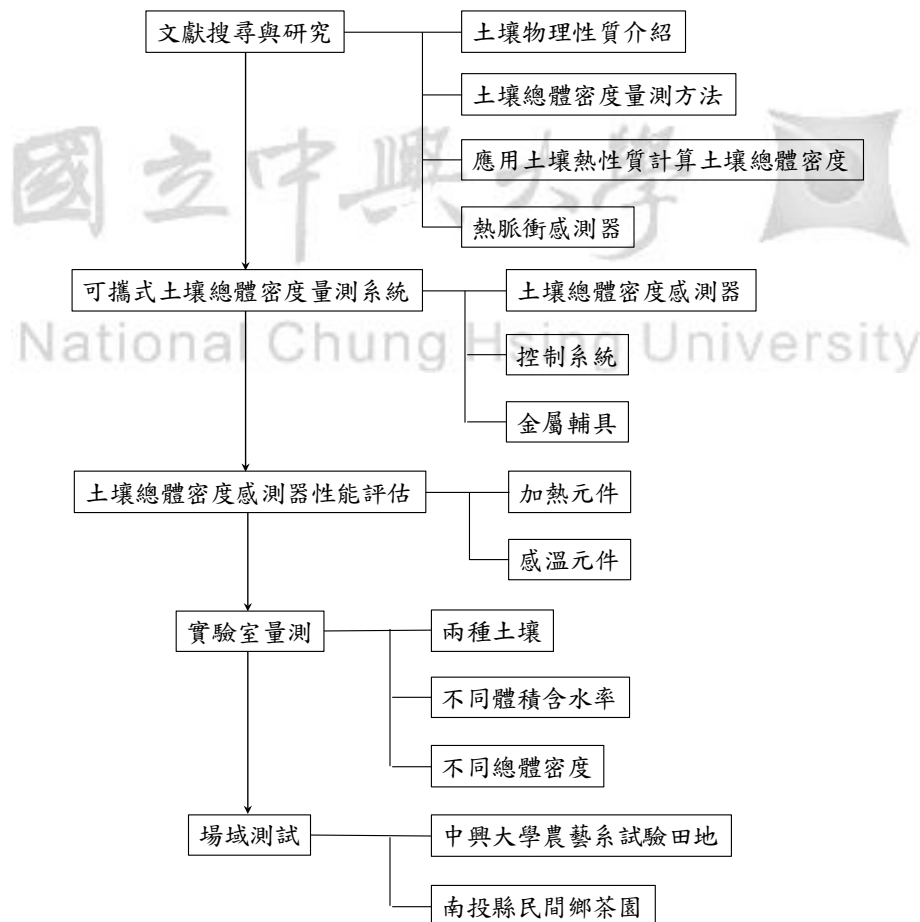 文獻搜尋與研究
土壤物理性質介紹
土壤總體密度量測方法
應用土壤熱性質計算土壤總體密度
熱脈衝感測器
國立中興大學
可攜式土壤總體密度量測系統
土壤總體密度感測器
National Chung Hsing University
控制系統
金屬輔具
土壤總體密度感測器性能評估
加熱元件
感溫元件
實驗室量測
兩種土壤
不同體積含水率
不同總體密度
場域測試
中興大學農藝系試驗田地
南投縣民間鄉茶園